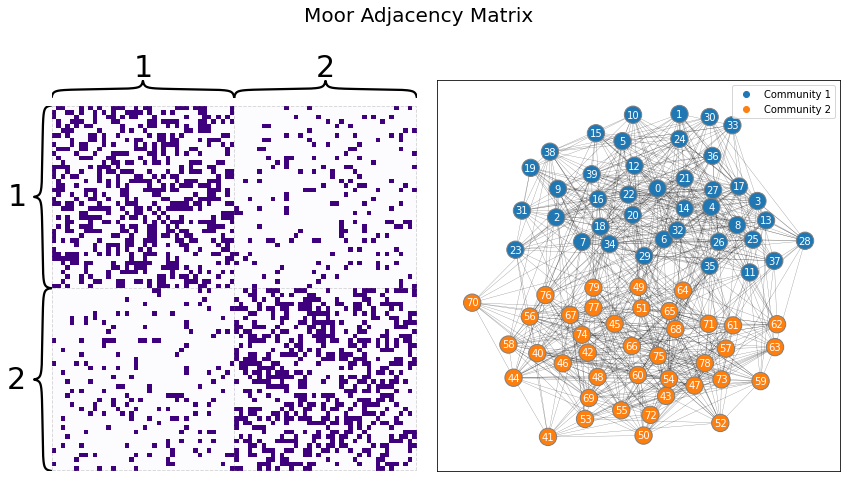 Moor Adjacency Matrix
1 2
1
2
Community 1
Community 2
10 1 30 33
15 5 24
38 36
19 39 12 21
9 22 0 27 17
16 3
31 2 20 14 4
18 32 8 13
23 7 34 6 26 25 28
29 35 11 37
76 79 49 64
70
56 67 77 51 65
45 68 71 61 62
74
58 40 42 66 75 57 63
46 78
44 48 60 54 47 73 59
69 43
53 55 72 52
41 50